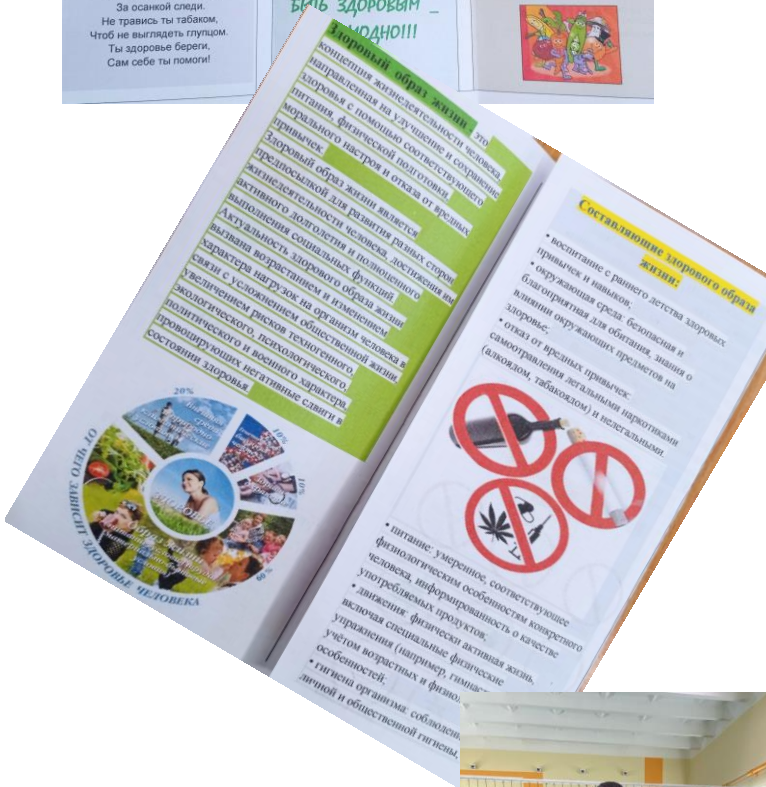 За осанкой следи.
Не травись ты табаком,
Чтоб не выглядеть глупцом.
Ты здоровье береги,
Сам себе ты помоги!
БЫТЬ ЗДОРОВЫМ –
Здоровый образ жизни - это
концепция жизнедеятельности человека,
направленная на улучшение и сохранение
здоровья с помощью соответствующего
питания, физической подготовки,
морального настроя и отказа от вредных
привычек.
Здоровый образ жизни является
предпосылкой для развития разных сторон
жизнедеятельности человека, достижения им
активного долголетия и полноценного
выполнения социальных функций.
Актуальность здорового образа жизни
вызвана возрастанием и изменением
характера нагрузок на организм человека в
связи с усложнением общественной жизни,
увеличением рисков техногенного,
экологического, психологического,
политического и военного характера,
провоцирующих негативные сдвиги в
состоянии здоровья.
20%
10%
10%
60%
ОТ ЧЕГО ЗАВИСИТ ЗДОРОВЬЕ ЧЕЛОВЕКА
Составляющие здорового образа
жизни:
• воспитание с раннего детства здоровых
привычек и навыков;
• окружающая среда: безопасная и
благоприятная для обитания, знания о
влиянии окружающих предметов на
здоровье;
• отказ от вредных привычек:
самоотравления легальными наркотиками
(алкоядом, табакоядом) и нелегальными.
• питание: умеренное, соответствующее
физиологическим особенностям конкретного
человека, информированность о качестве
употребляемых продуктов;
• движения: физически активная жизнь,
включая специальные физические
упражнения (например, гимнас
учётом возрастных и физио
особенностей;
• гигиена организма: соблюден
личной и общественной гигиены,